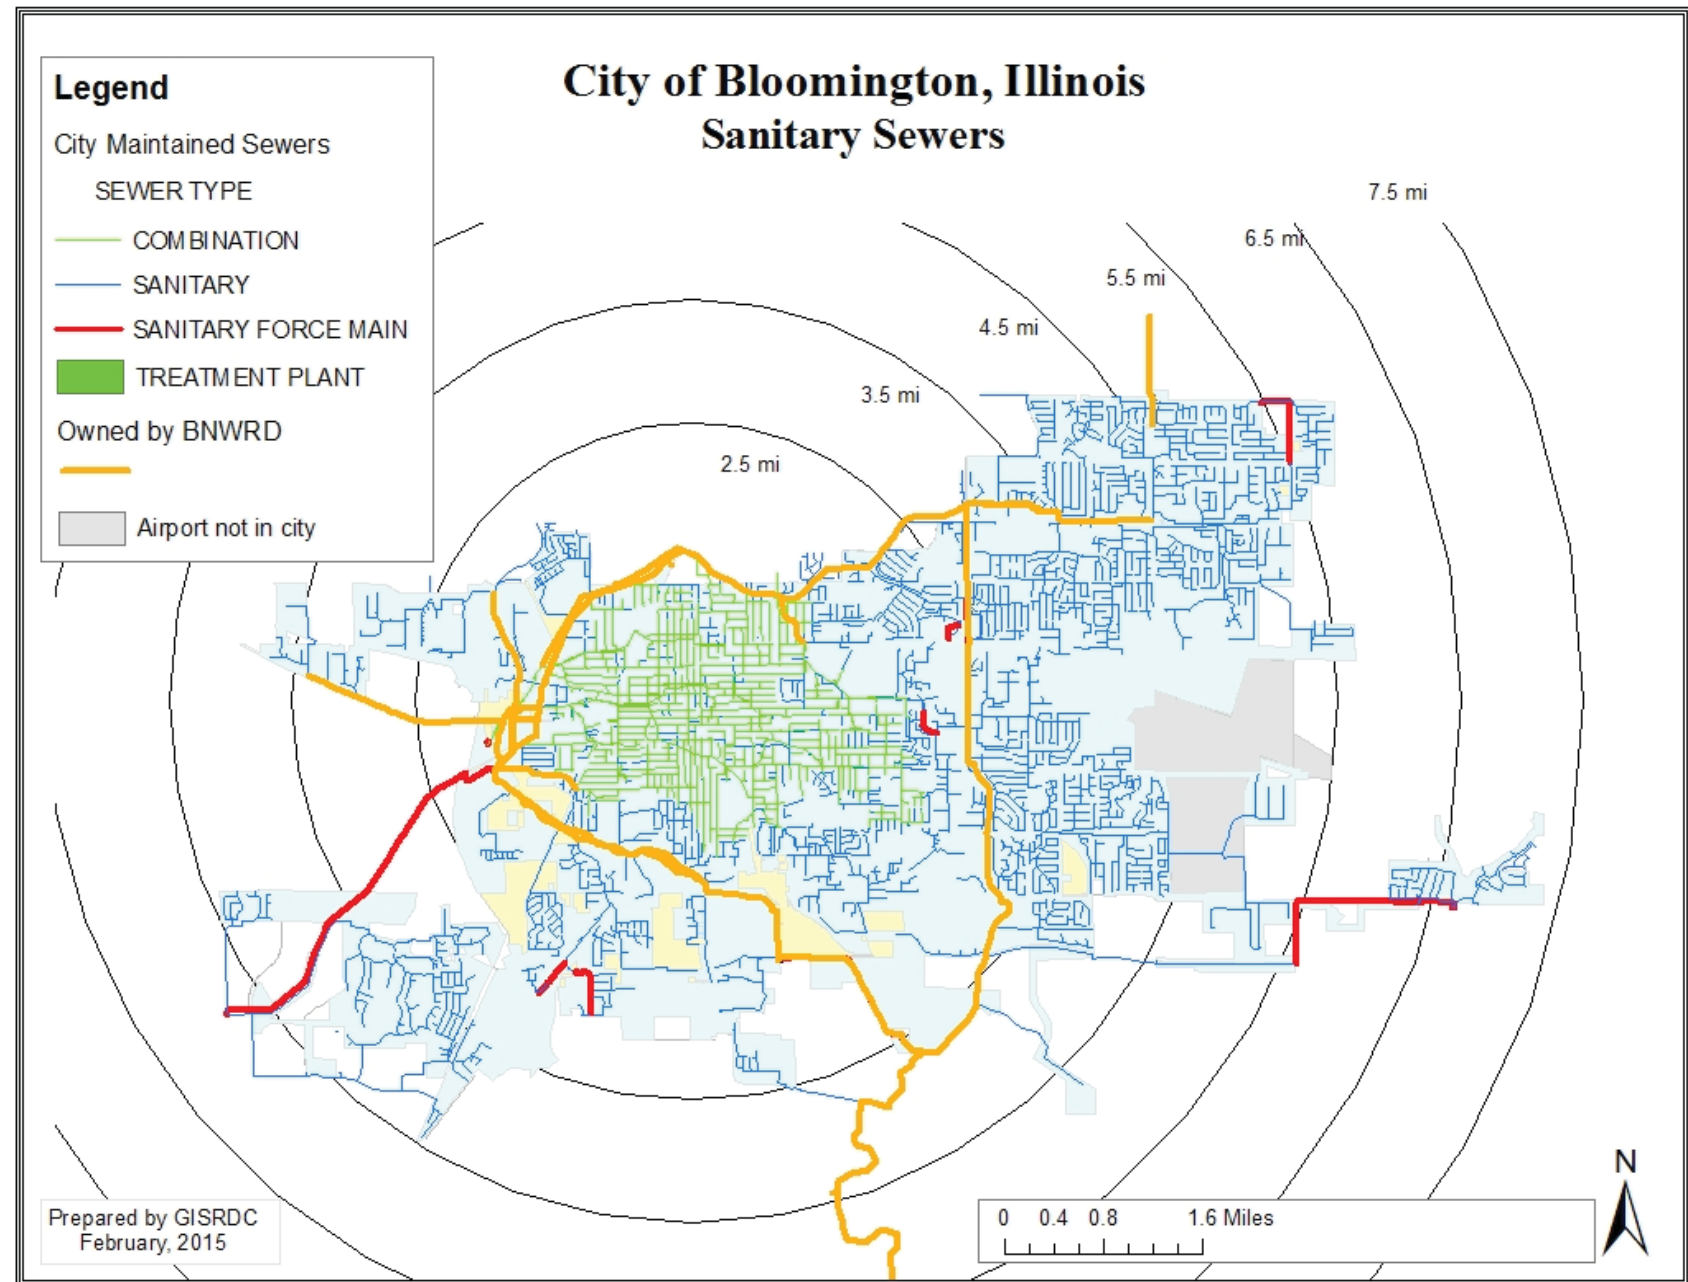 City of Bloomington, Illinois
Sanitary Sewers
Legend
City Maintained Sewers
SEWER TYPE
COMBINATION
SANITARY
SANITARY FORCE MAIN
TREATMENT PLANT
Owned by BNWRD
Airport not in city
7.5 mi
6.5 mi
5.5 mi
4.5 mi
3.5 mi
2.5 mi
Prepared by GISRDC
February, 2015
0 0.4 0.8 1.6 Miles
N